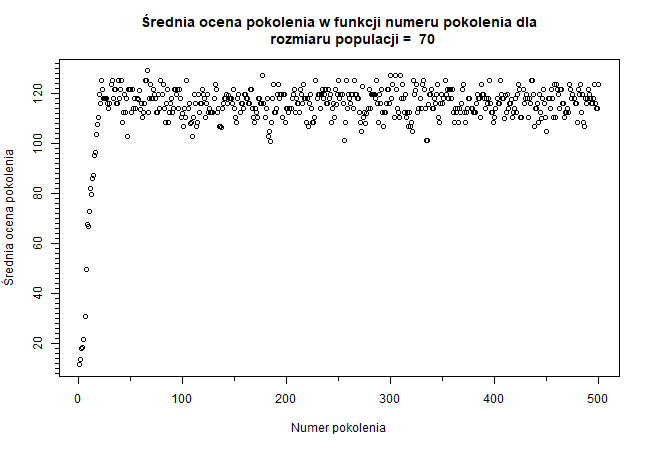 Średnia ocena pokolenia w funkcji numeru pokolenia dla
rozmiaru populacji = 70
Średnia ocena pokolenia
120
100
80
60
40
20
0 100 200 300 400 500
Numer pokolenia